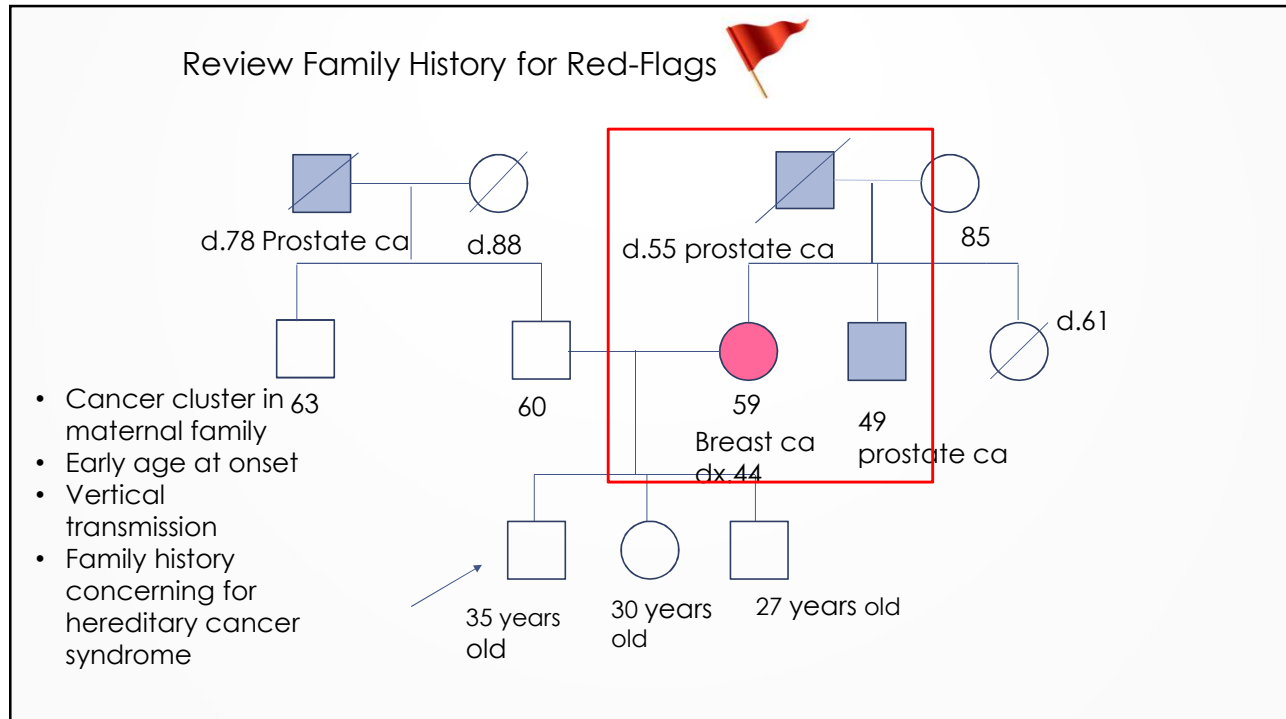 Review Family History for Red-Flags
d.78 Prostate ca
d.88
d.55 prostate ca
85
d.61
63
60
59
Breast ca
dx.44
49
prostate ca
• Cancer cluster in
maternal family
• Early age at onset
• Vertical
transmission
• Family history
concerning for
hereditary cancer
syndrome
35 years
old
30 years
old
27 years old